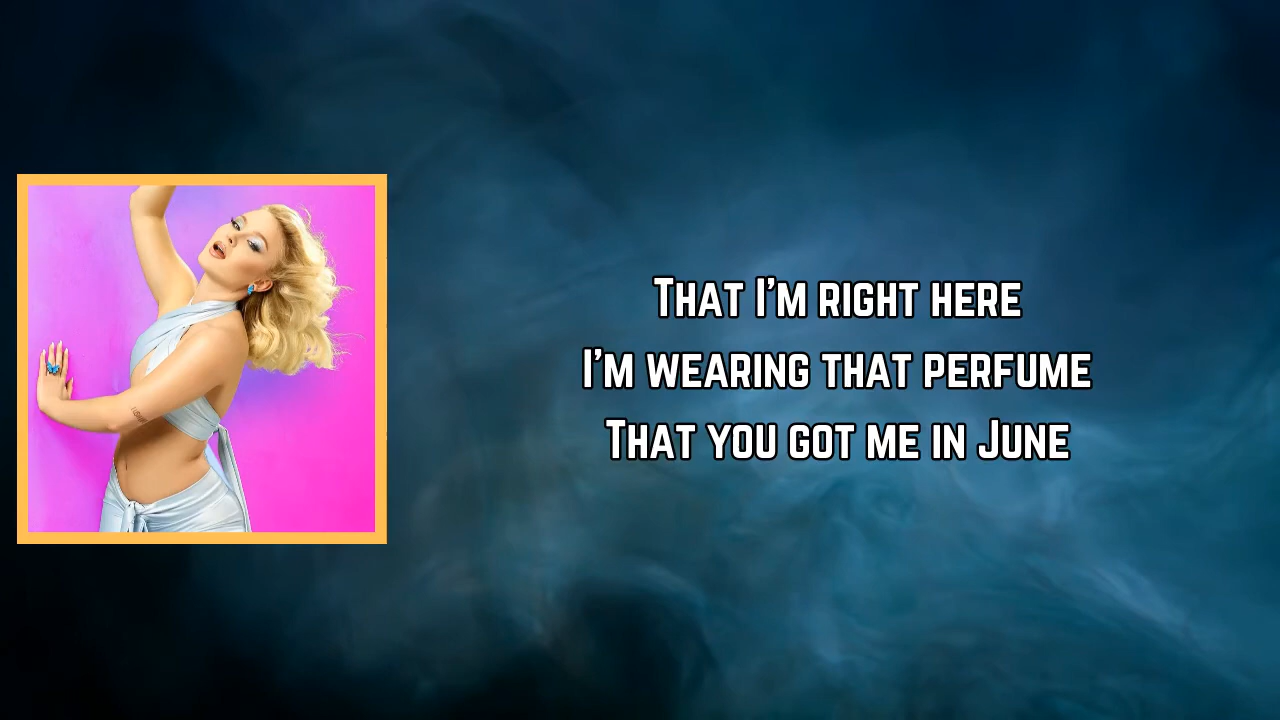 That I'm right here
I'm wearing that perfume
That you got me in June